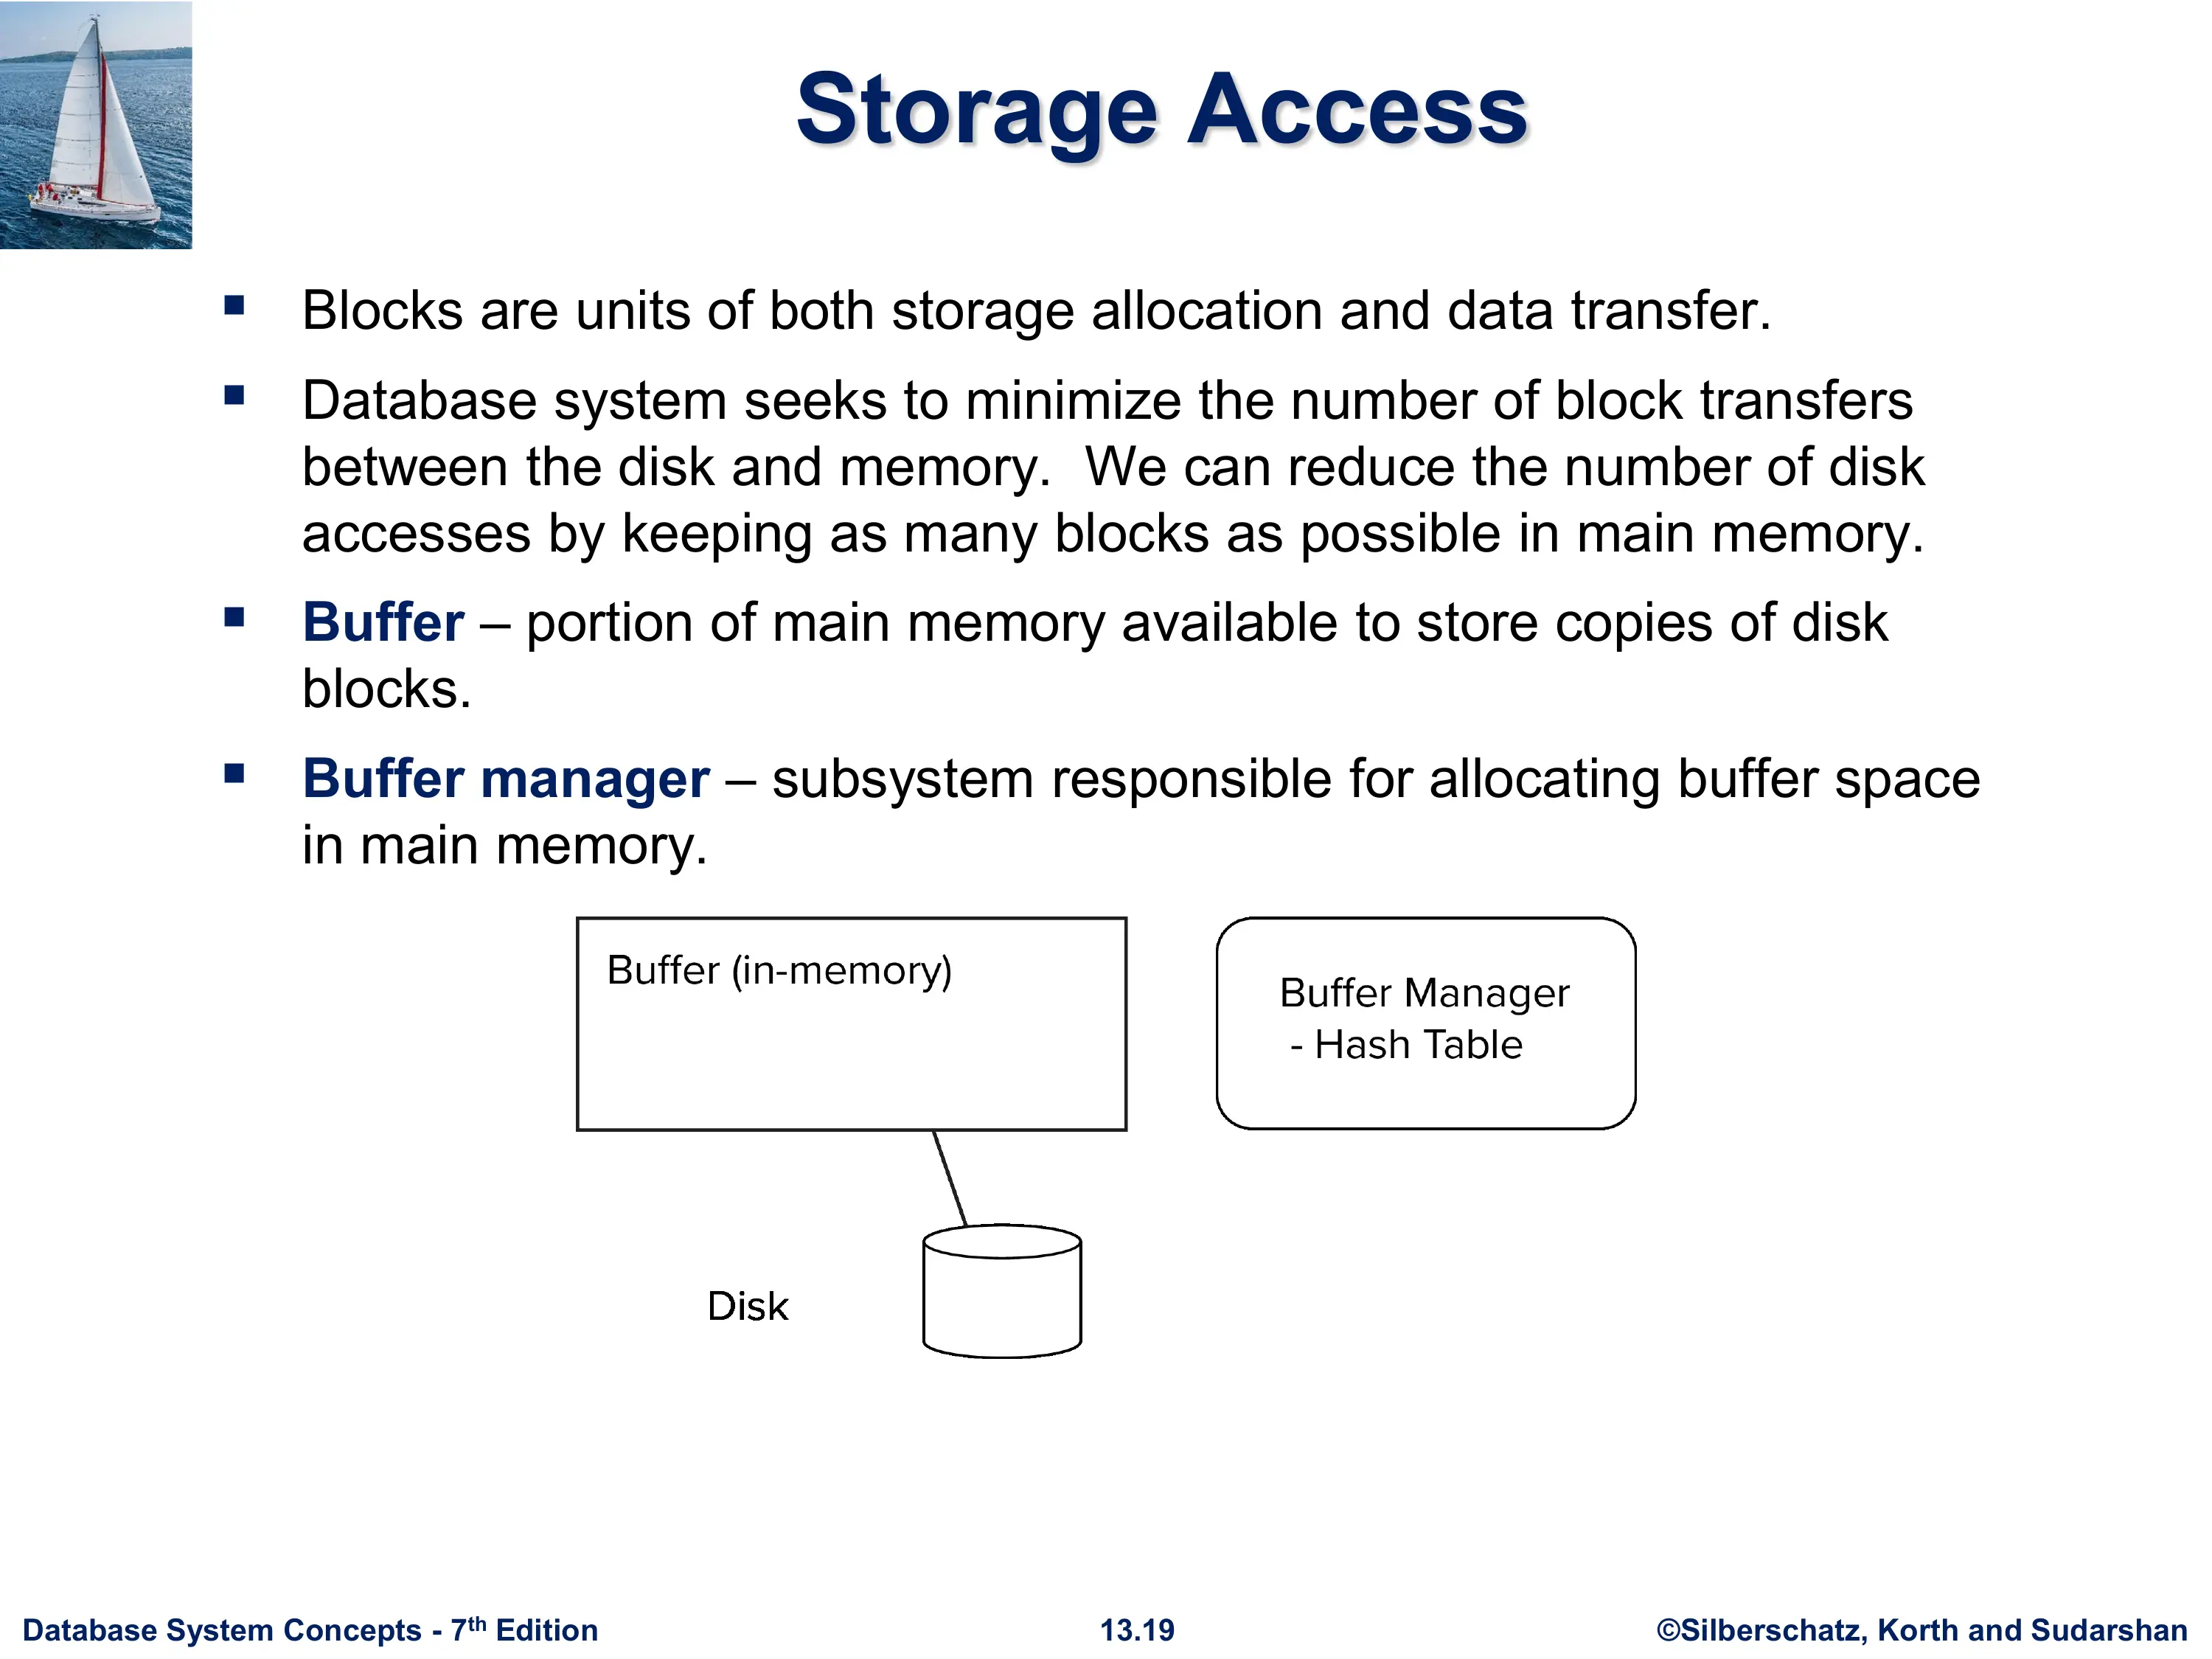 Storage Access
▪ Blocks are units of both storage allocation and data transfer.
▪ Database system seeks to minimize the number of block transfers
between the disk and memory.  We can reduce the number of disk
accesses by keeping as many blocks as possible in main memory.
▪ Buffer – portion of main memory available to store copies of disk
blocks.
▪ Buffer manager – subsystem responsible for allocating buffer space
in main memory.
Buffer (in-memory)
Buffer Manager
- Hash Table
Disk
Database System Concepts - 7th Edition
13.19
©Silberschatz, Korth and Sudarshan